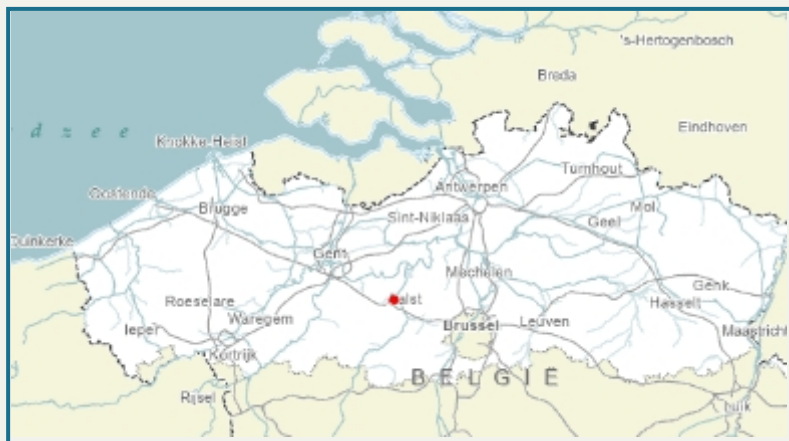 's-Hertogenbosch
Breda
d z e e
Eindhoven
Knokke-Heist
Turnhout
Oostende
Antwerpen
Brugge
Mol
Sint-Niklaas
Geel
Duinkerke
Gent
Mechelen
Genk
Roeselare
alst
Hasselt
Ieper
Waregem
Brussel
Leuven
Maastricht
Kortrijk
BELGIË
Rijsel
Luik